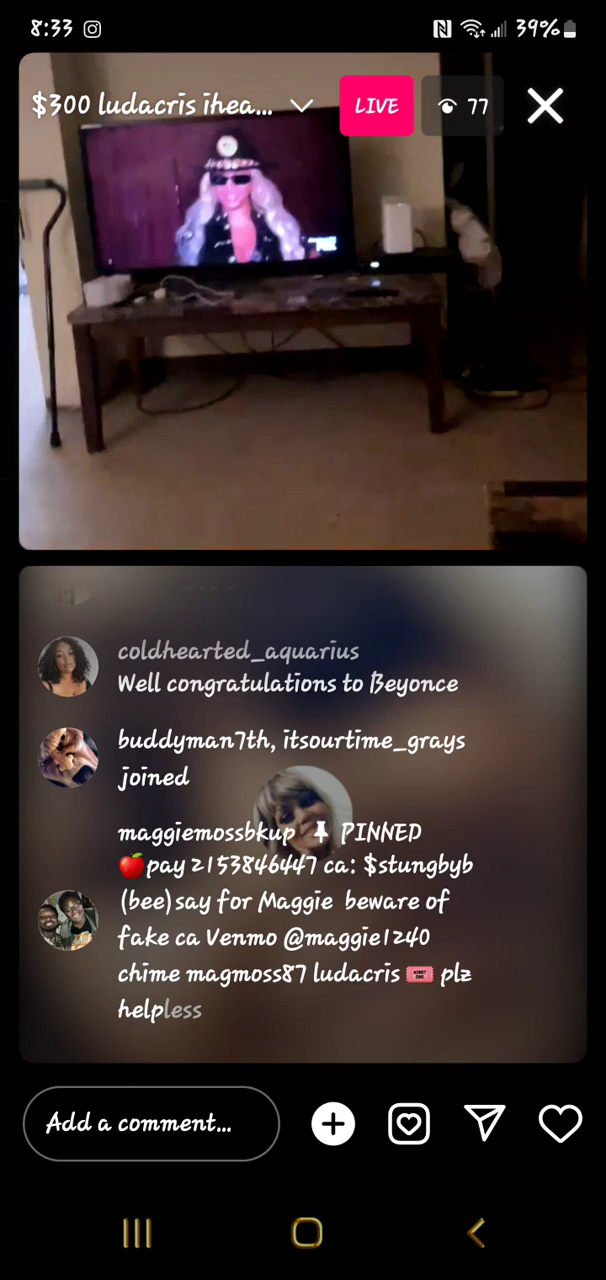 8:33 39%
$300 ludacris ihea... LIVE 77
FOX
coldhearted_aquarius
Well congratulations to Beyonce
buddyman7th, itsourtime_grays
joined
maggiemossbkup 📌 PINNED
🍎pay 2153846447 ca: $stungbyb
(bee)say for Maggie beware of
fake ca Venmo @maggie1240
chime magmoss87 ludacris 🎟️ plz
helpless
Add a comment...